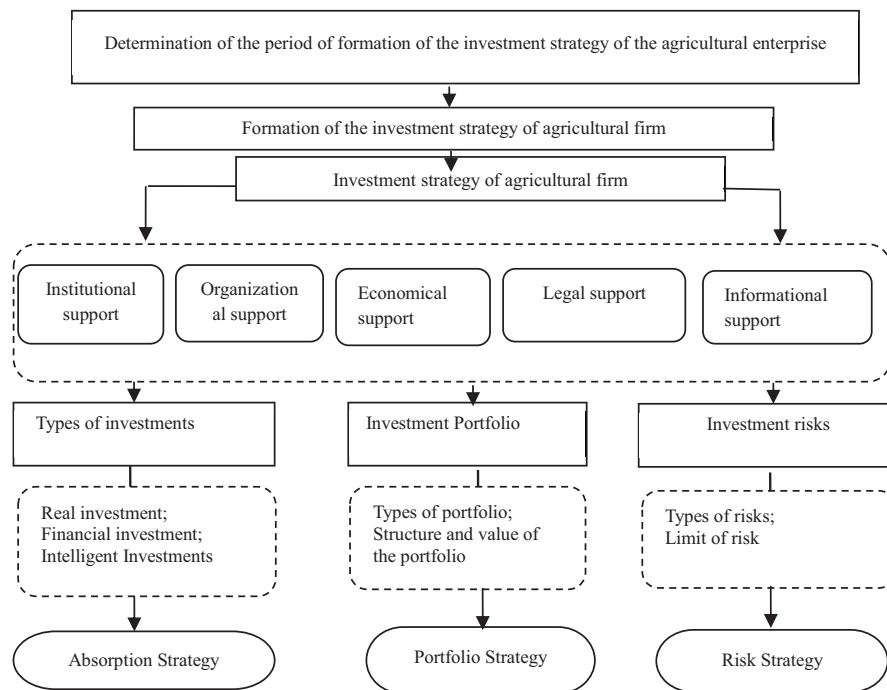 Determination of the period of formation of the investment strategy of the agricultural enterprise
Formation of the investment strategy of agricultural firm
Investment strategy of agricultural firm
Institutional
support
Organization
al support
Economical
support
Legal support
Informational
support
Types of investments
Investment Portfolio
Investment risks
Real investment;
Financial investment;
Intelligent Investments
Types of portfolio;
Structure and value of
the portfolio
Types of risks;
Limit of risk
Absorption Strategy
Portfolio Strategy
Risk Strategy